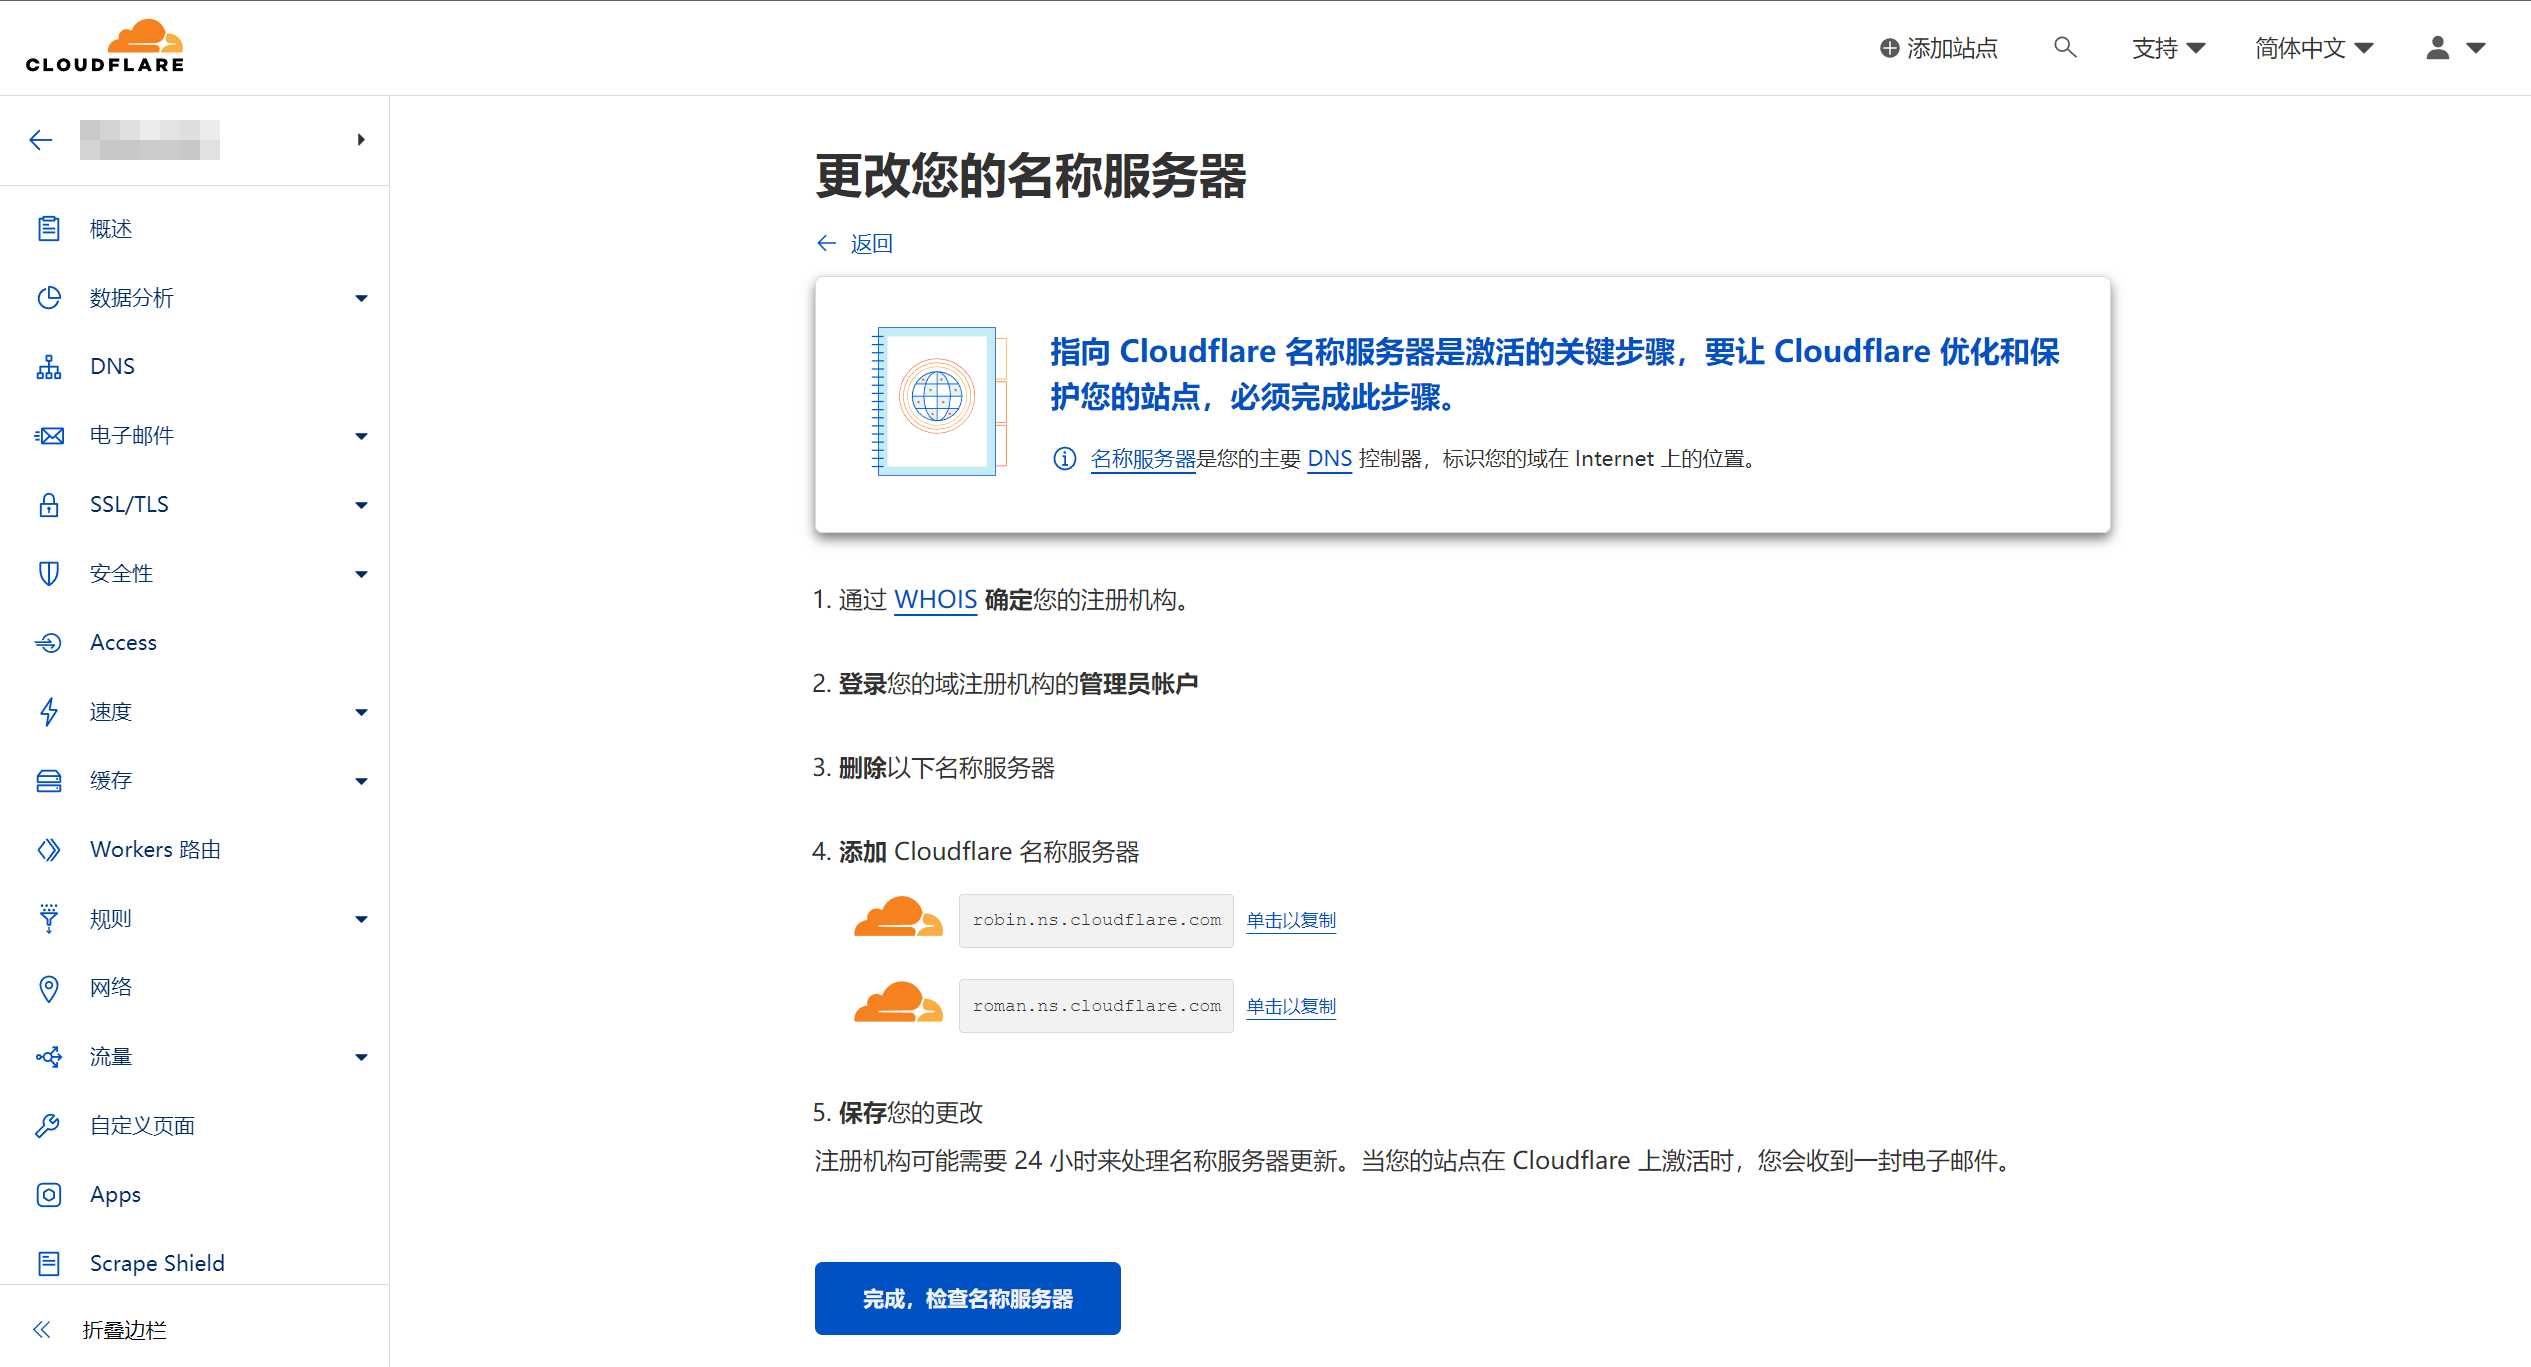 CLOUDFLARE
添加站点
支持
简体中文
概述
数据分析
DNS
电子邮件
SSL/TLS
安全性
Access
速度
缓存
Workers 路由
规则
网络
流量
自定义页面
Apps
Scrape Shield
折叠边栏
更改您的名称服务器
返回
指向 Cloudflare 名称服务器是激活的关键步骤，要让 Cloudflare 优化和保
护您的站点，必须完成此步骤。
名称服务器是您的主要 DNS 控制器，标识您的域在 Internet 上的位置。
1. 通过 WHOIS 确定您的注册机构。
2. 登录您的域注册机构的管理员帐户
3. 删除以下名称服务器
4. 添加 Cloudflare 名称服务器
robin.ns.cloudflare.com 单击以复制
roman.ns.cloudflare.com 单击以复制
5. 保存您的更改
注册机构可能需要 24 小时来处理名称服务器更新。当您的站点在 Cloudflare 上激活时，您会收到一封电子邮件。
完成，检查名称服务器